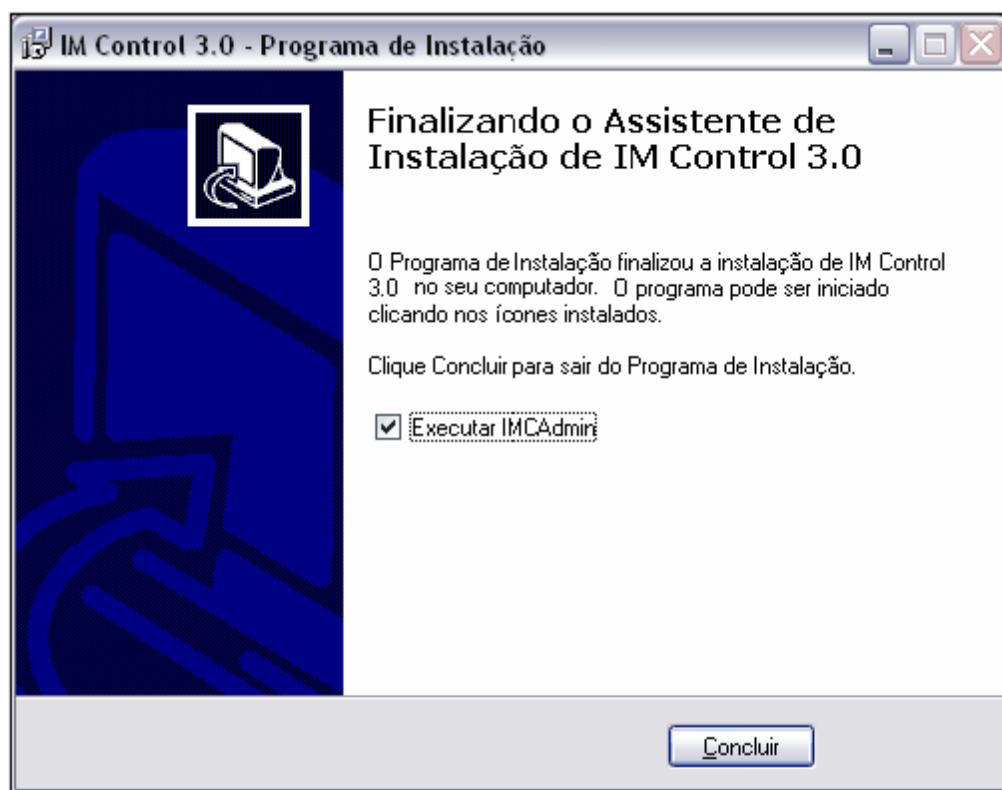 IM Control 3.0 - Programa de Instalação
Finalizando o Assistente de
Instalação de IM Control 3.0
O Programa de Instalação finalizou a instalação de IM Control
3.0 no seu computador. O programa pode ser iniciado
clicando nos ícones instalados.
Clique Concluir para sair do Programa de Instalação.
Executar IMCAdmin
Concluir